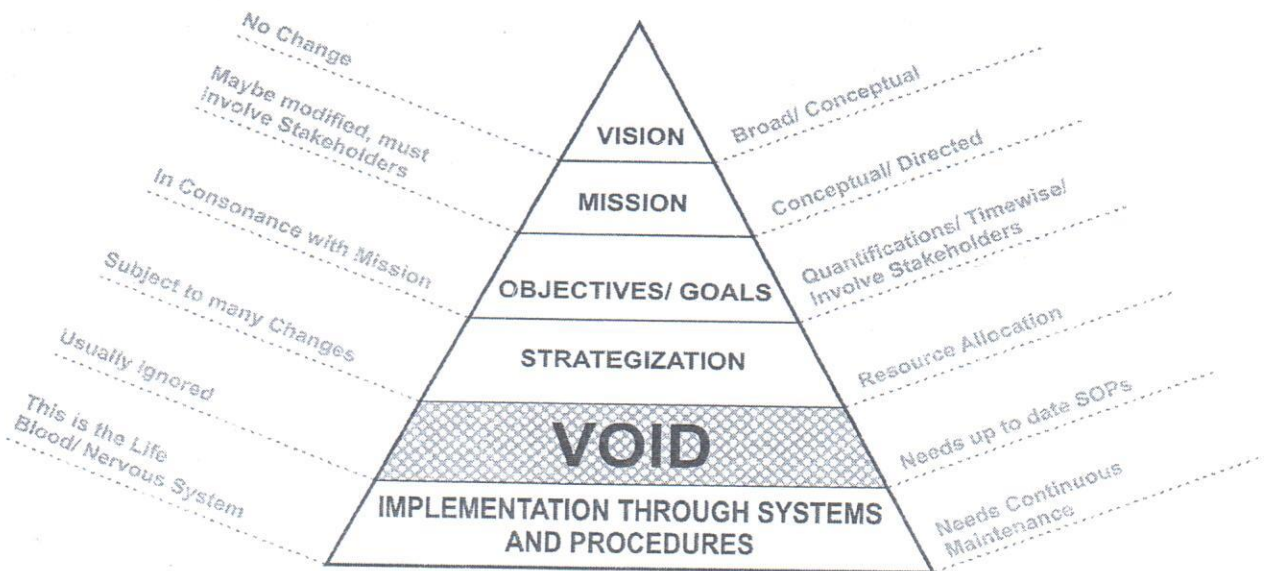 No Change
Maybe modified, must
involve Stakeholders
In Consonance with Mission
Subject to many Changes
Usually ignored
This is the Life
Blood/ Nervous System
VISION
MISSION
OBJECTIVES/ GOALS
STRATEGIZATION
VOID
IMPLEMENTATION THROUGH SYSTEMS
AND PROCEDURES
Broad/ Conceptual
Conceptual/ Directed
Quantifications/ Timewise/
Involve Stakeholders
Resource Allocation
Needs up to date SOPs
Needs Continuous
Maintenance